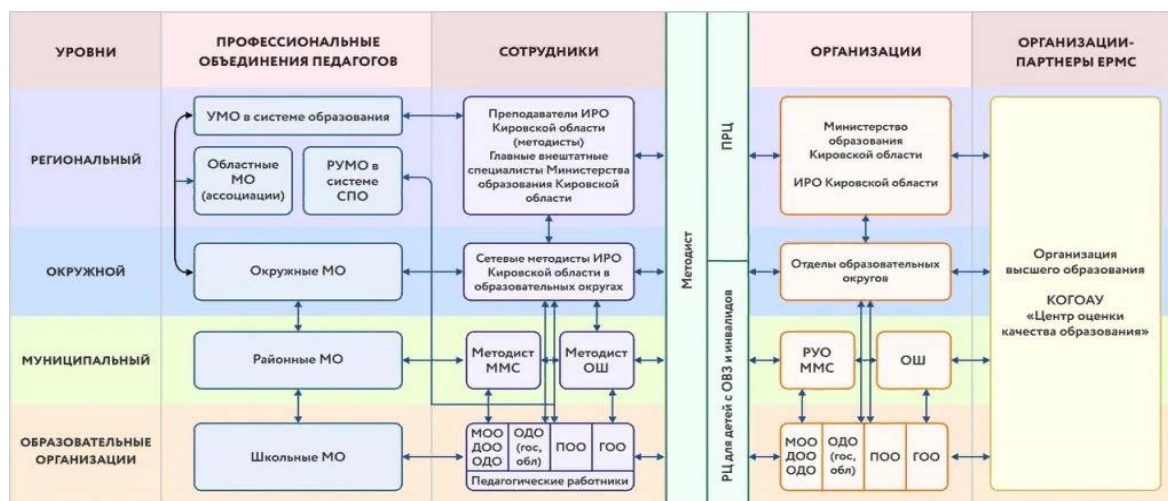 УРОВНИ
ПРОФЕССИОНАЛЬНЫЕ
ОБЪЕДИНЕНИЯ ПЕДАГОГОВ
СОТРУДНИКИ
ОРГАНИЗАЦИИ
ОРГАНИЗАЦИИ-
ПАРТНЕРЫ ЕРМС
РЕГИОНАЛЬНЫЙ
УМО в системе образования
Областные
МО
(ассоциации)
РУМО в
системе
СПО
Преподаватели ИРО
Кировской области
(методисты)
Главные внештатные
специалисты Министерства
образования Кировской
области
Методист
ПРЦ
РЦ для детей с ОВЗ и инвалидов
Министерство
образования
Кировской области
ИРО Кировской области
Организация
высшего образования
КОГОАУ
«Центр оценки
качества образования»
ОКРУЖНОЙ
Окружные МО
Сетевые методисты ИРО
Кировской области в
образовательных округах
Отделы образовательных
округов
МУНИЦИПАЛЬНЫЙ
Районные МО
Методист
ММС
Методист
ОШ
РУО
ММС
ОШ
ОБРАЗОВАТЕЛЬНЫЕ
ОРГАНИЗАЦИИ
Школьные МО
МОО
ДОО
ОДО
ОДО
(гос,
обл)
ПОО
ГОО
Педагогические работники
МОО
ДОО
ОДО
ОДО
(гос,
обл)
ПОО
ГОО